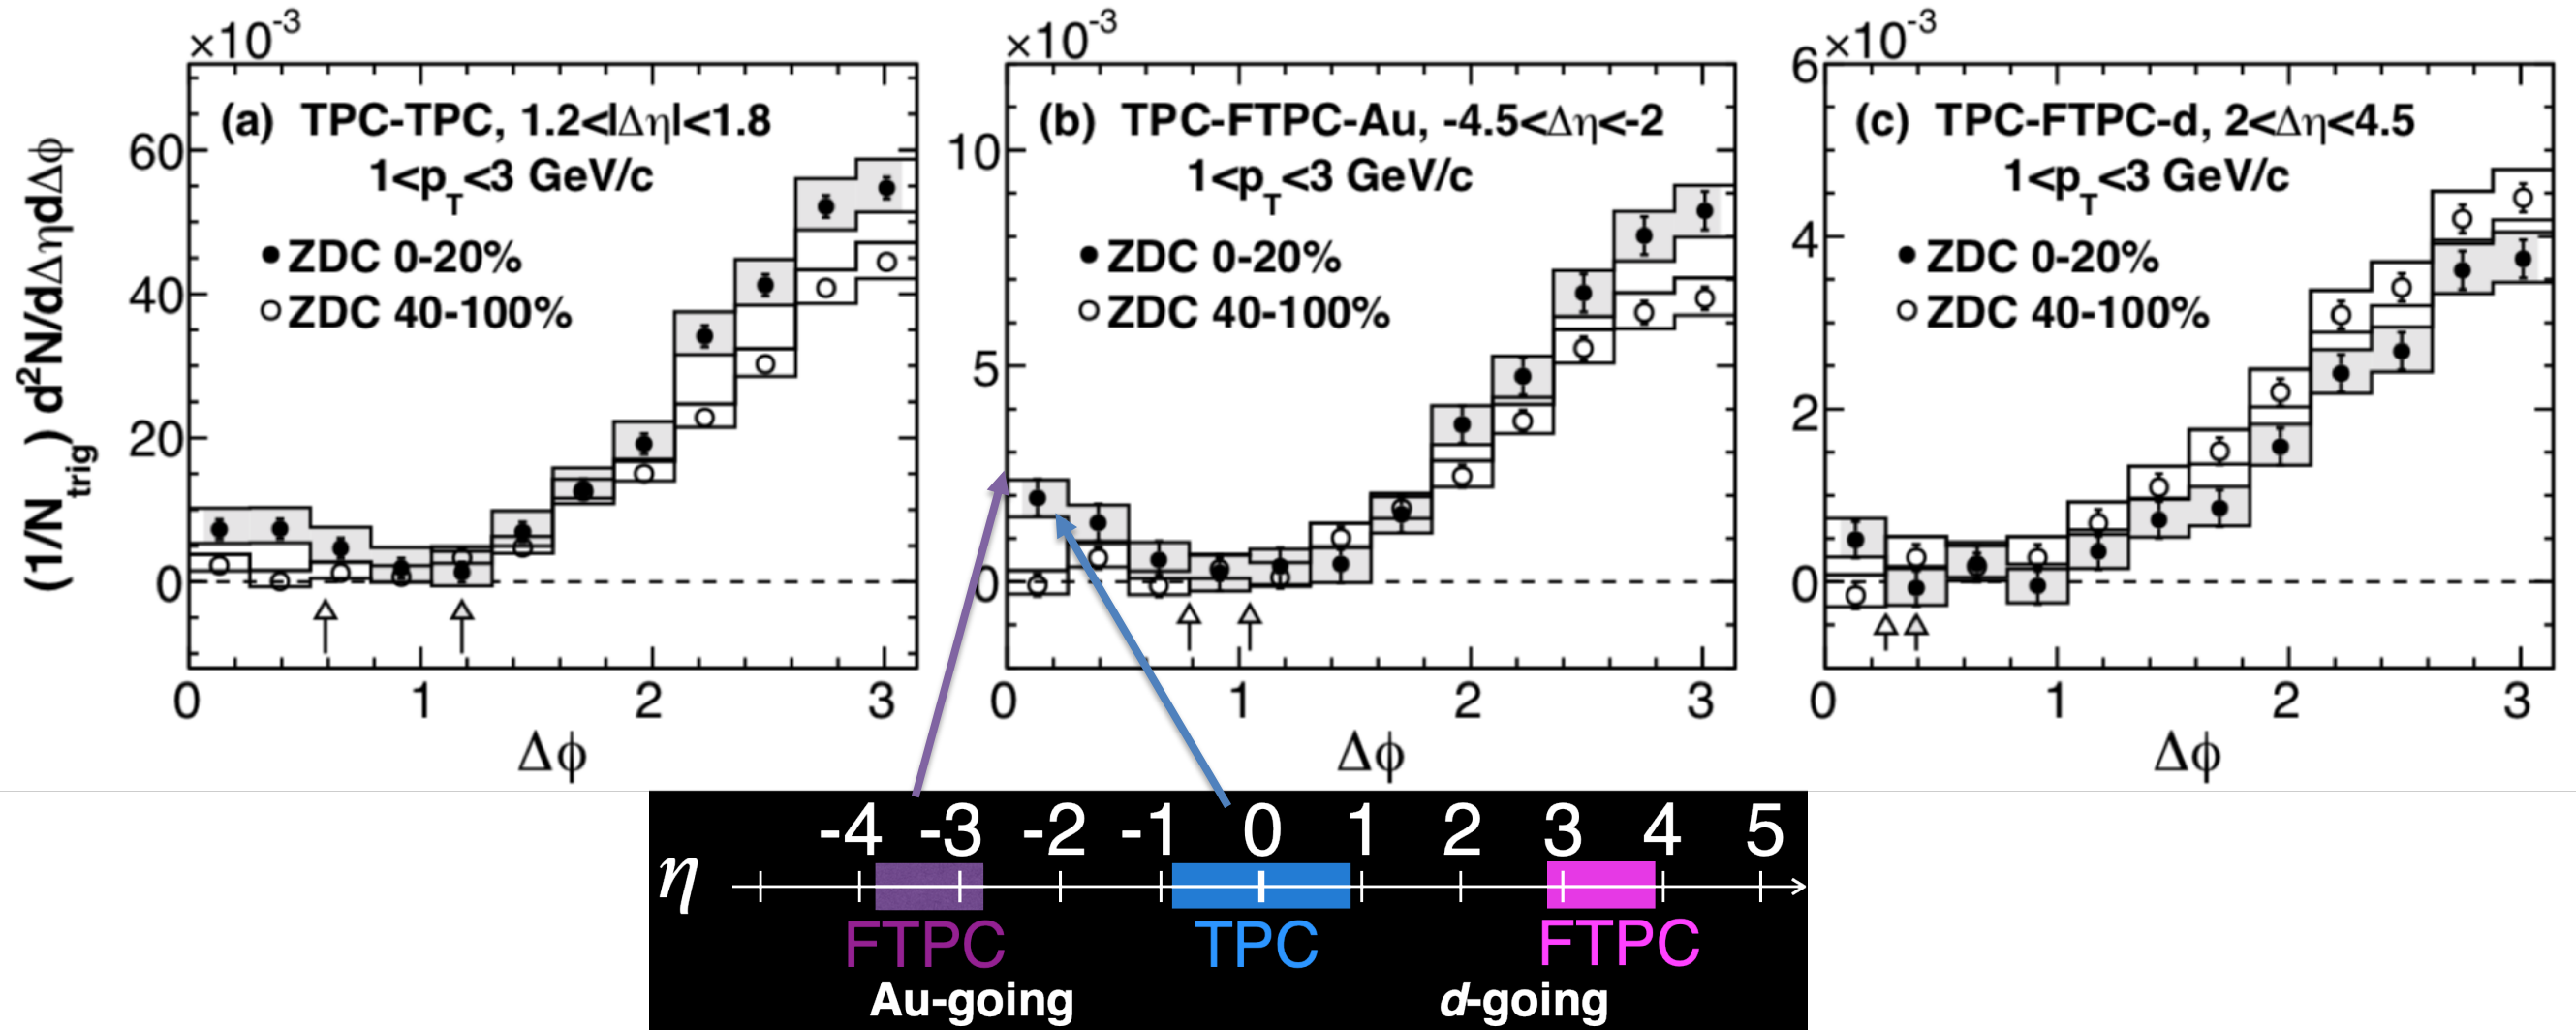 ×10⁻³
(a) TPC-TPC, 1.2<|Δη|<1.8
1<p_T<3 GeV/c
● ZDC 0-20%
○ ZDC 40-100%
(1/N_trig) d²N/dΔηdΔϕ
60
40
20
0
0 1 2 3
Δϕ
×10⁻³
(b) TPC-FTPC-Au, -4.5<Δη<-2
1<p_T<3 GeV/c
● ZDC 0-20%
○ ZDC 40-100%
10
5
0
0 1 2 3
Δϕ
×10⁻³
(c) TPC-FTPC-d, 2<Δη<4.5
1<p_T<3 GeV/c
● ZDC 0-20%
○ ZDC 40-100%
6
4
2
0
0 1 2 3
Δϕ
-4 -3 -2 -1 0 1 2 3 4 5
η
FTPC TPC FTPC
Au-going d-going